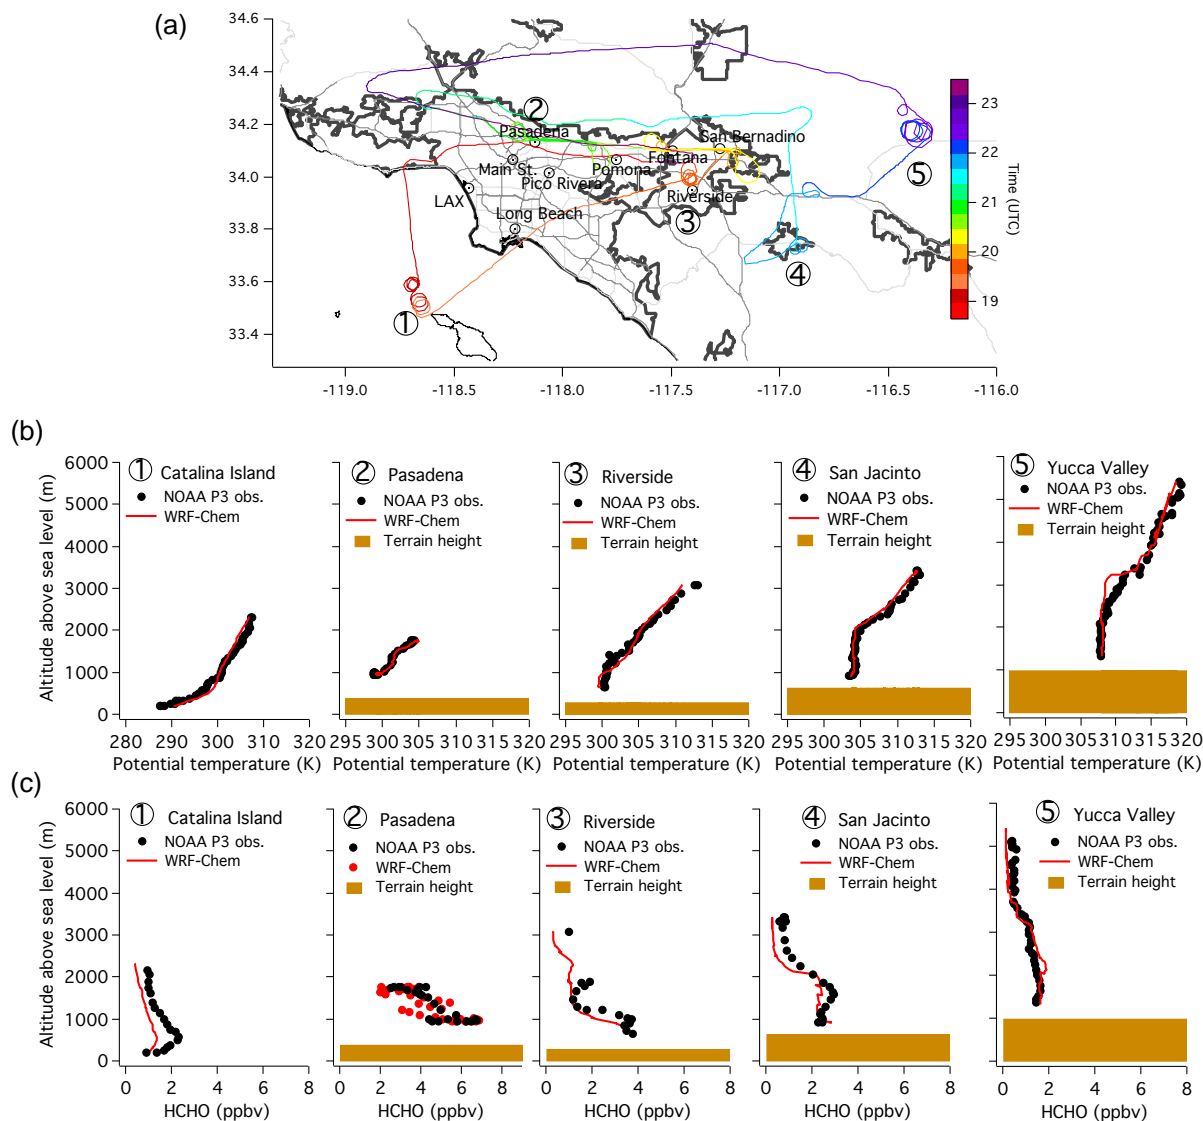 (a)
34.6
34.4
34.2
34.0
33.8
33.6
33.4
-119.0 -118.5 -118.0 -117.5 -117.0 -116.5 -116.0
② Pasadena
San Bernadino
Main St.
Pico Rivera
Pomona
Fontana
LAX
Long Beach
Riverside
① ③ ④ ⑤
23
22
21
20
19
Time (UTC)
(b)
Altitude above sea level (m)
6000
5000
4000
3000
2000
1000
0
① Catalina Island
NOAA P3 obs.
WRF-Chem
280 290 300 310 320
Potential temperature (K)
② Pasadena
NOAA P3 obs.
WRF-Chem
Terrain height
295 300 305 310 315 320
Potential temperature (K)
③ Riverside
NOAA P3 obs.
WRF-Chem
Terrain height
295 300 305 310 315 320
Potential temperature (K)
④ San Jacinto
NOAA P3 obs.
WRF-Chem
Terrain height
295 300 305 310 315 320
Potential temperature (K)
⑤ Yucca Valley
NOAA P3 obs.
WRF-Chem
Terrain height
295 300 305 310 315 320
Potential temperature (K)
(c)
Altitude above sea level (m)
6000
5000
4000
3000
2000
1000
0
① Catalina Island
NOAA P3 obs.
WRF-Chem
0 2 4 6 8
HCHO (ppbv)
② Pasadena
NOAA P3 obs.
WRF-Chem
Terrain height
0 2 4 6 8
HCHO (ppbv)
③ Riverside
NOAA P3 obs.
WRF-Chem
Terrain height
0 2 4 6 8
HCHO (ppbv)
④ San Jacinto
NOAA P3 obs.
WRF-Chem
Terrain height
0 2 4 6 8
HCHO (ppbv)
⑤ Yucca Valley
NOAA P3 obs.
WRF-Chem
Terrain height
0 2 4 6 8
HCHO (ppbv)